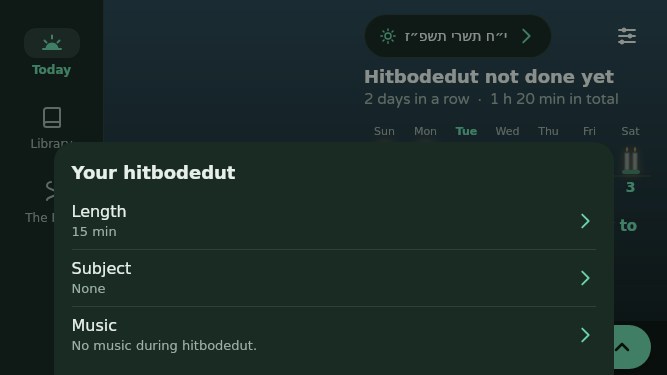 Today
Library
י״ח תשרי תשפ״ז
Hitbodedut not done yet
2 days in a row · 1 h 20 min in total
Sun Mon Tue Wed Thu Fri Sat
3
to
Your hitbodedut
Length
15 min
Subject
None
Music
No music during hitbodedut.